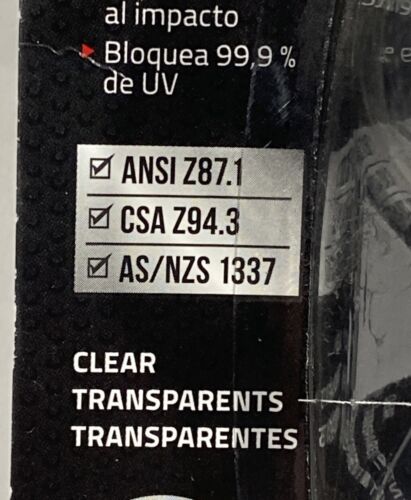 al impacto
Bloquea 99,9 %
de UV
ANSI Z87.1
CSA Z94.3
AS/NZS 1337
CLEAR
TRANSPARENTS
TRANSPARENTES